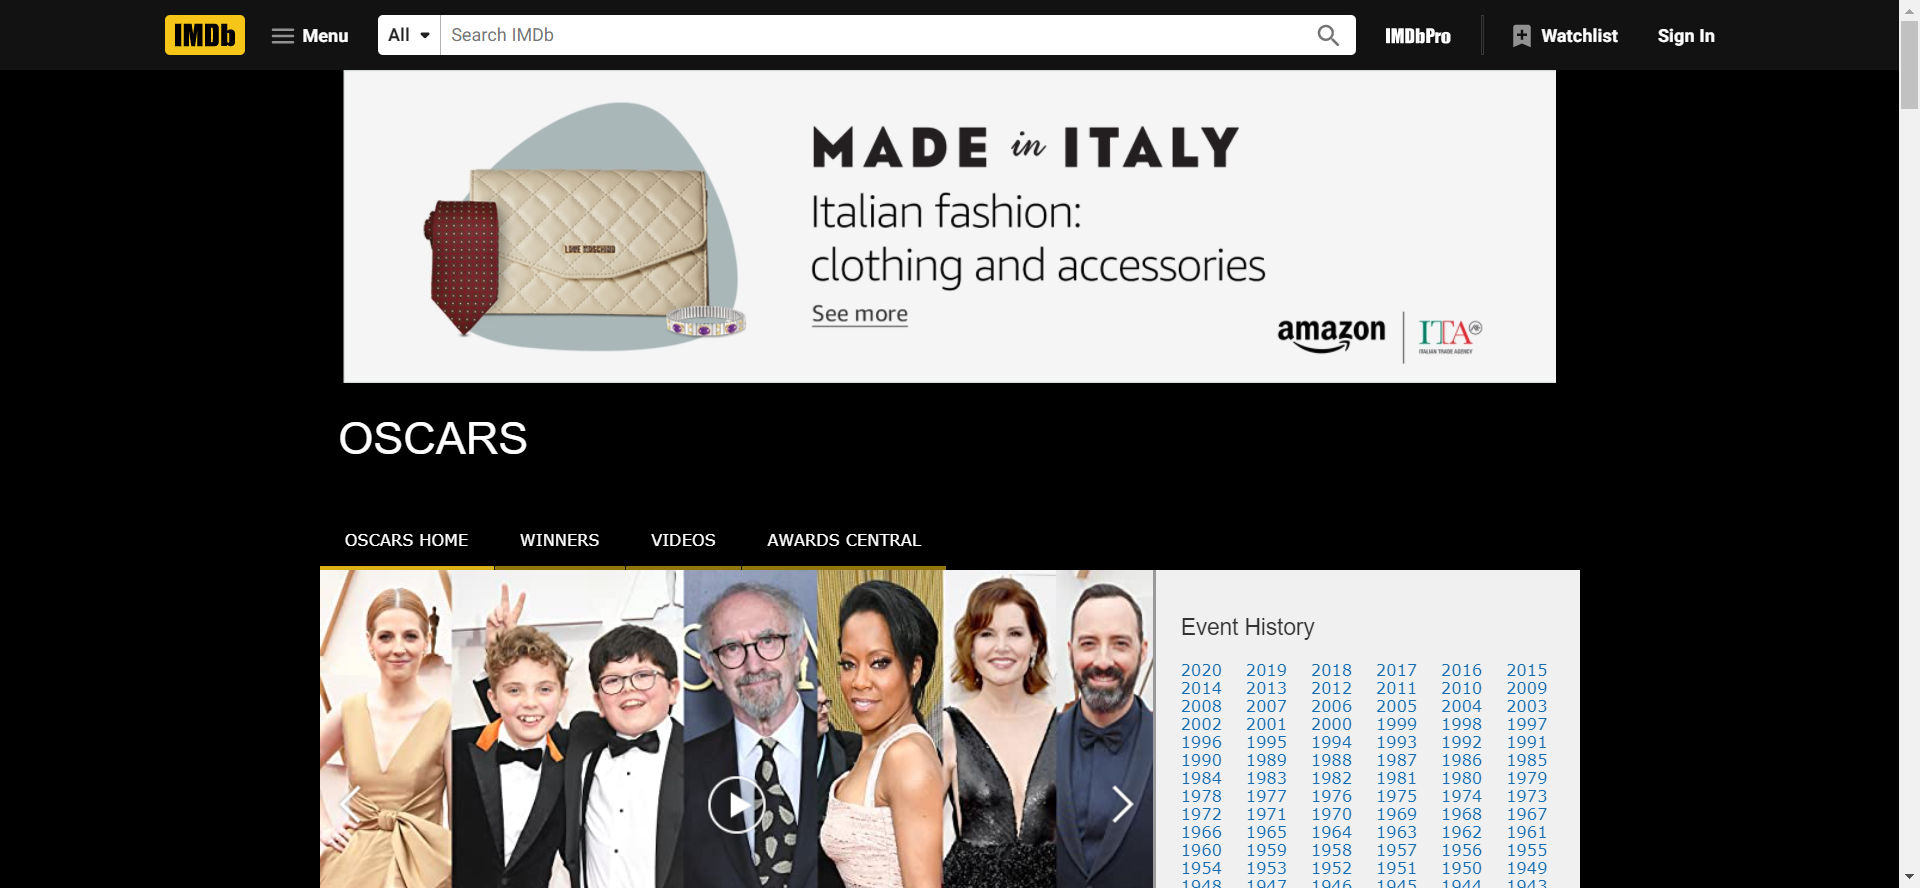 IMDb
Menu
All
Search IMDb
IMDbPro
Watchlist
Sign In
MADE in ITALY
Italian fashion:
clothing and accessories
See more
LOVE MOSCHINO
amazon
ITA
ITALIAN TRADE AGENCY
OSCARS
OSCARS HOME
WINNERS
VIDEOS
AWARDS CENTRAL
Event History
2020 2019 2018 2017 2016 2015
2014 2013 2012 2011 2010 2009
2008 2007 2006 2005 2004 2003
2002 2001 2000 1999 1998 1997
1996 1995 1994 1993 1992 1991
1990 1989 1988 1987 1986 1985
1984 1983 1982 1981 1980 1979
1978 1977 1976 1975 1974 1973
1972 1971 1970 1969 1968 1967
1966 1965 1964 1963 1962 1961
1960 1959 1958 1957 1956 1955
1954 1953 1952 1951 1950 1949
1948 1947 1946 1945 1944 1943